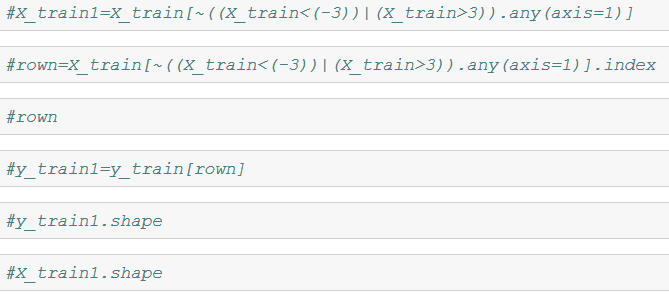 #X_train1=X_train[~((X_train<(-3))|(X_train>3)).any(axis=1)]
#rown=X_train[~((X_train<(-3))|(X_train>3)).any(axis=1)].index
#rown
#y_train1=y_train[rown]
#y_train1.shape
#X_train1.shape